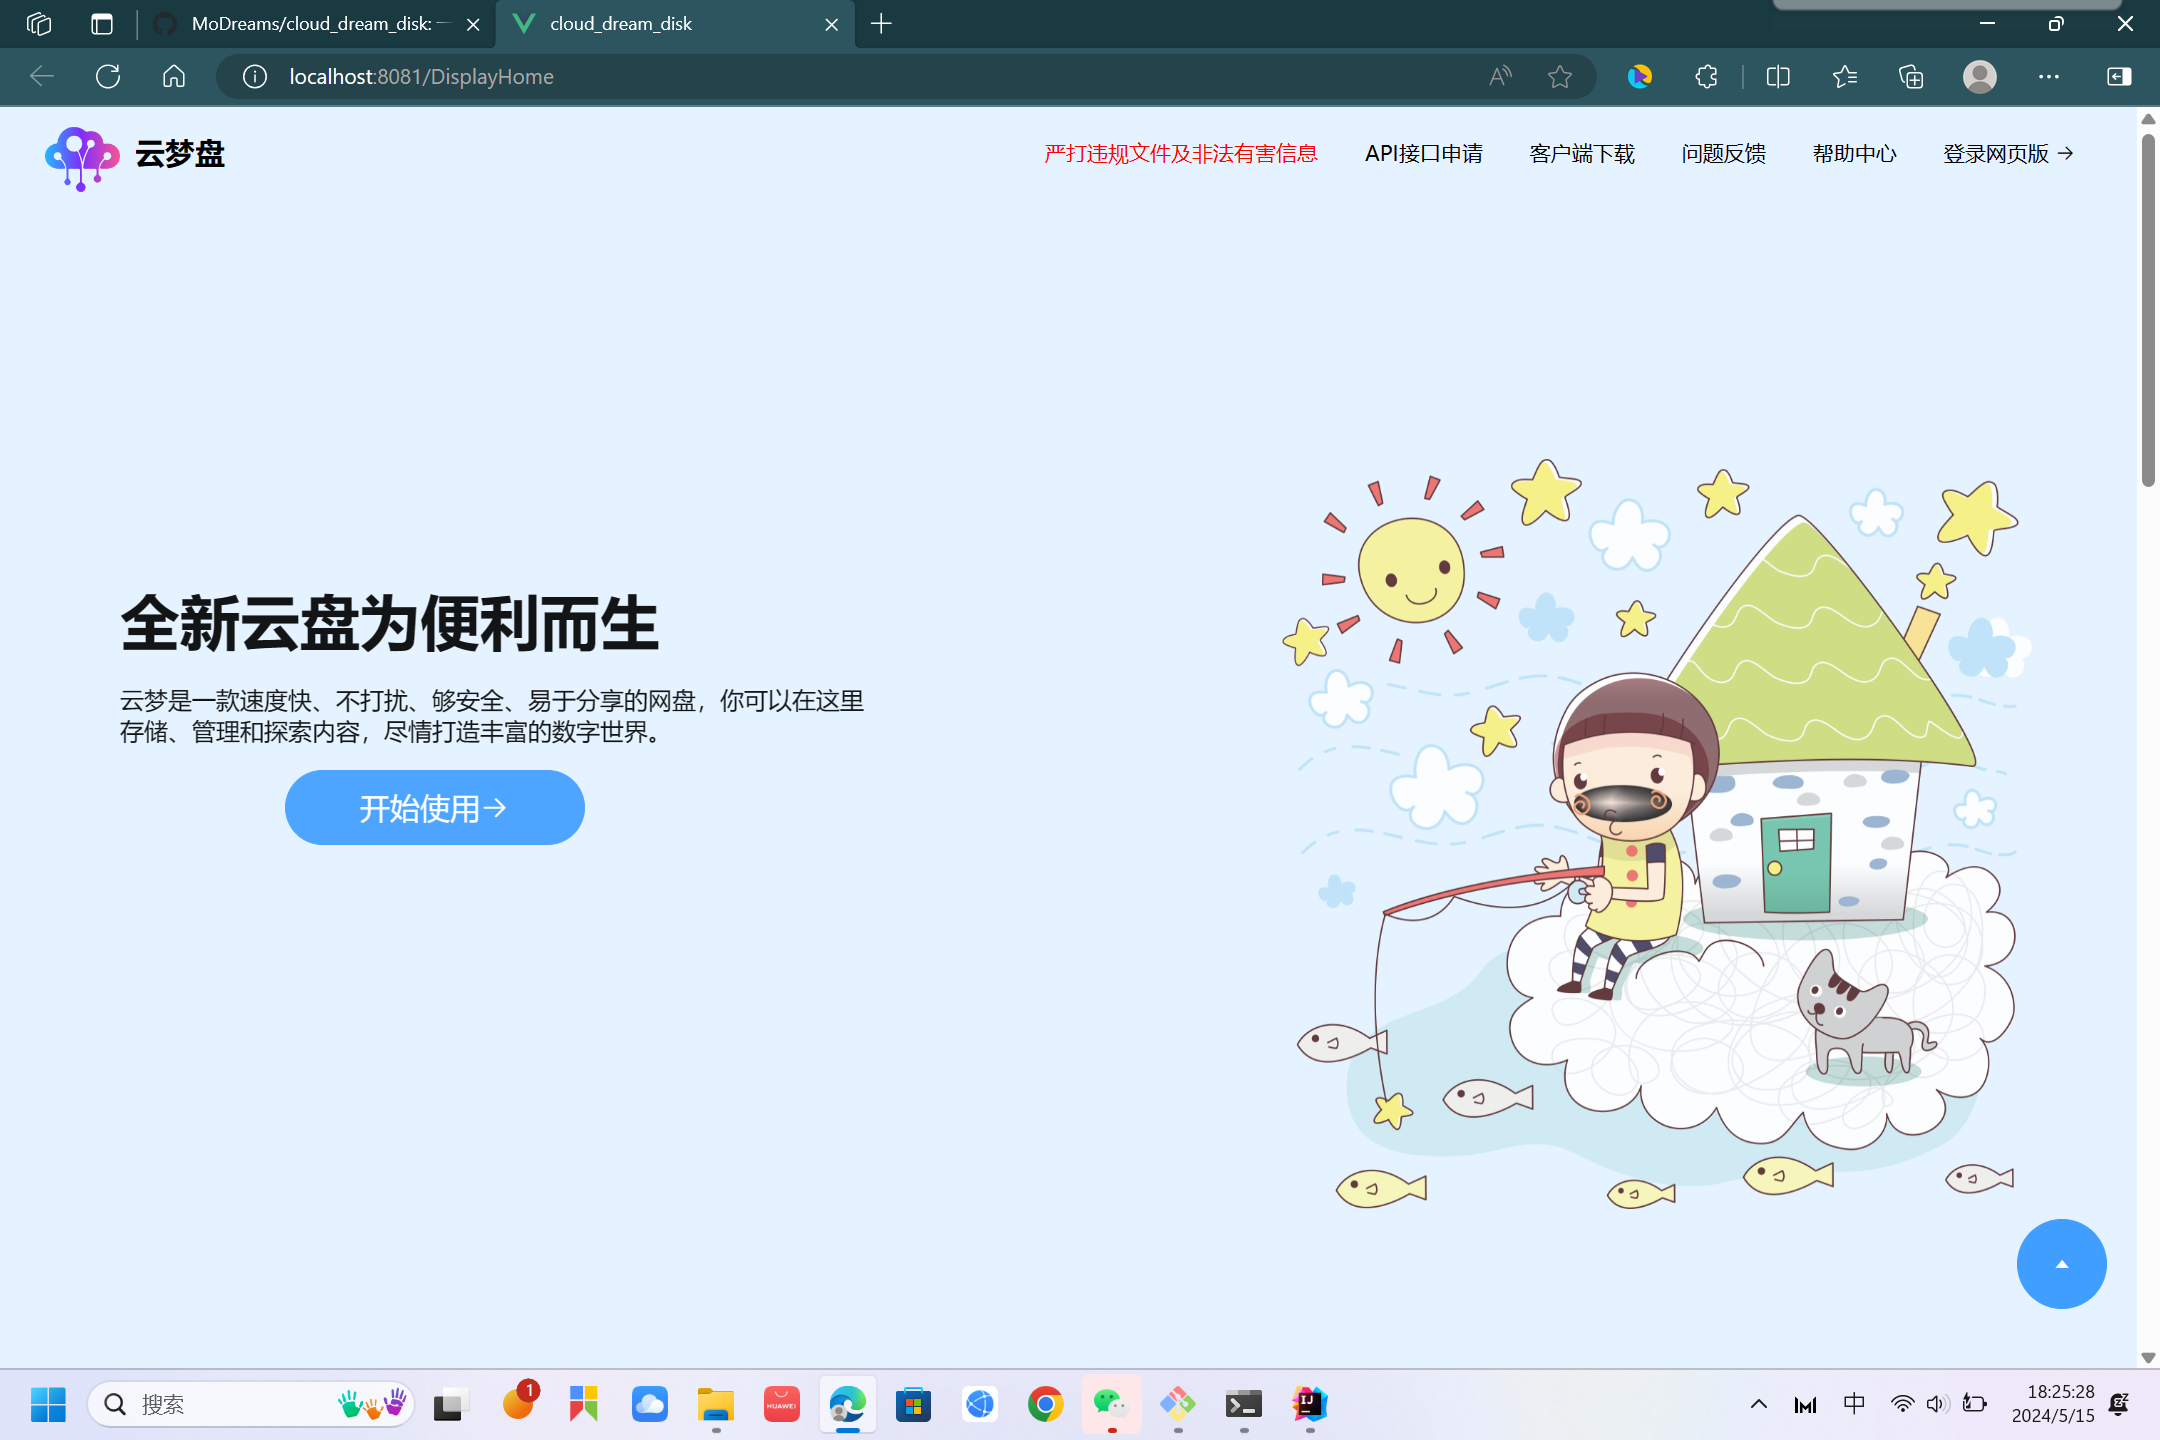 MoDreams/cloud_dream_disk: 一
cloud_dream_disk
localhost:8081/DisplayHome
云梦盘
严打违规文件及非法有害信息
API接口申请
客户端下载
问题反馈
帮助中心
登录网页版 →
全新云盘为便利而生
云梦是一款速度快、不打扰、够安全、易于分享的网盘，你可以在这里
存储、管理和探索内容，尽情打造丰富的数字世界。
开始使用→
搜索
1
HUAWEI
IJ
中
18:25:28
2024/5/15